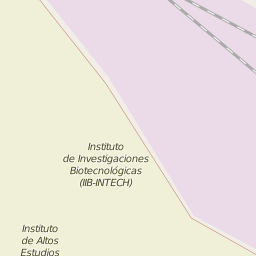 Instituto
de Investigaciones
Biotecnológicas
(IIB-INTECH)
Instituto
de Altos
Estudios